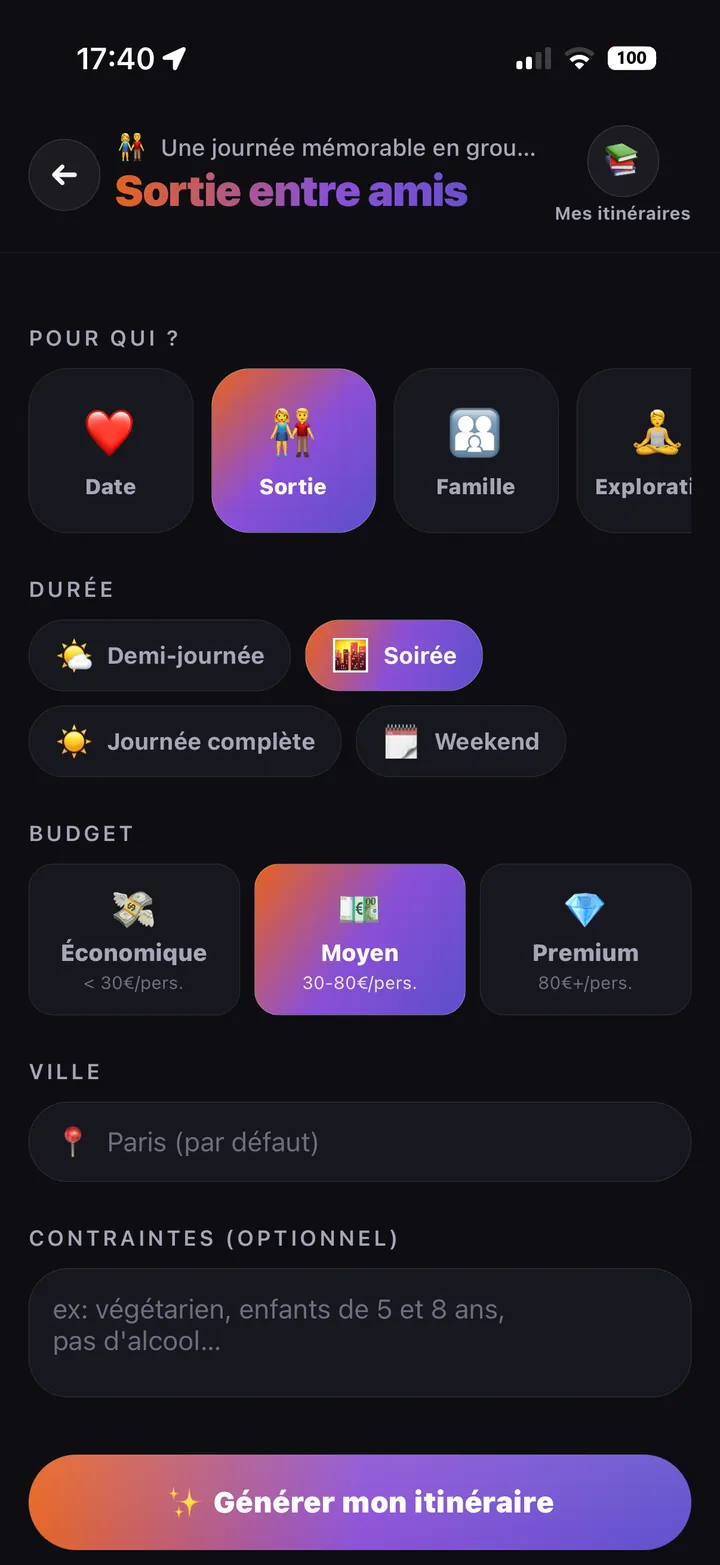 17:40
100
Une journée mémorable en grou...
Sortie entre amis
Mes itinéraires
POUR QUI ?
Date
Sortie
Famille
Explorati
DURÉE
Demi-journée
Soirée
Journée complète
Weekend
BUDGET
Économique
< 30€/pers.
Moyen
30-80€/pers.
Premium
80€+/pers.
VILLE
Paris (par défaut)
CONTRAINTES (OPTIONNEL)
ex: végétarien, enfants de 5 et 8 ans,
pas d'alcool...
Générer mon itinéraire